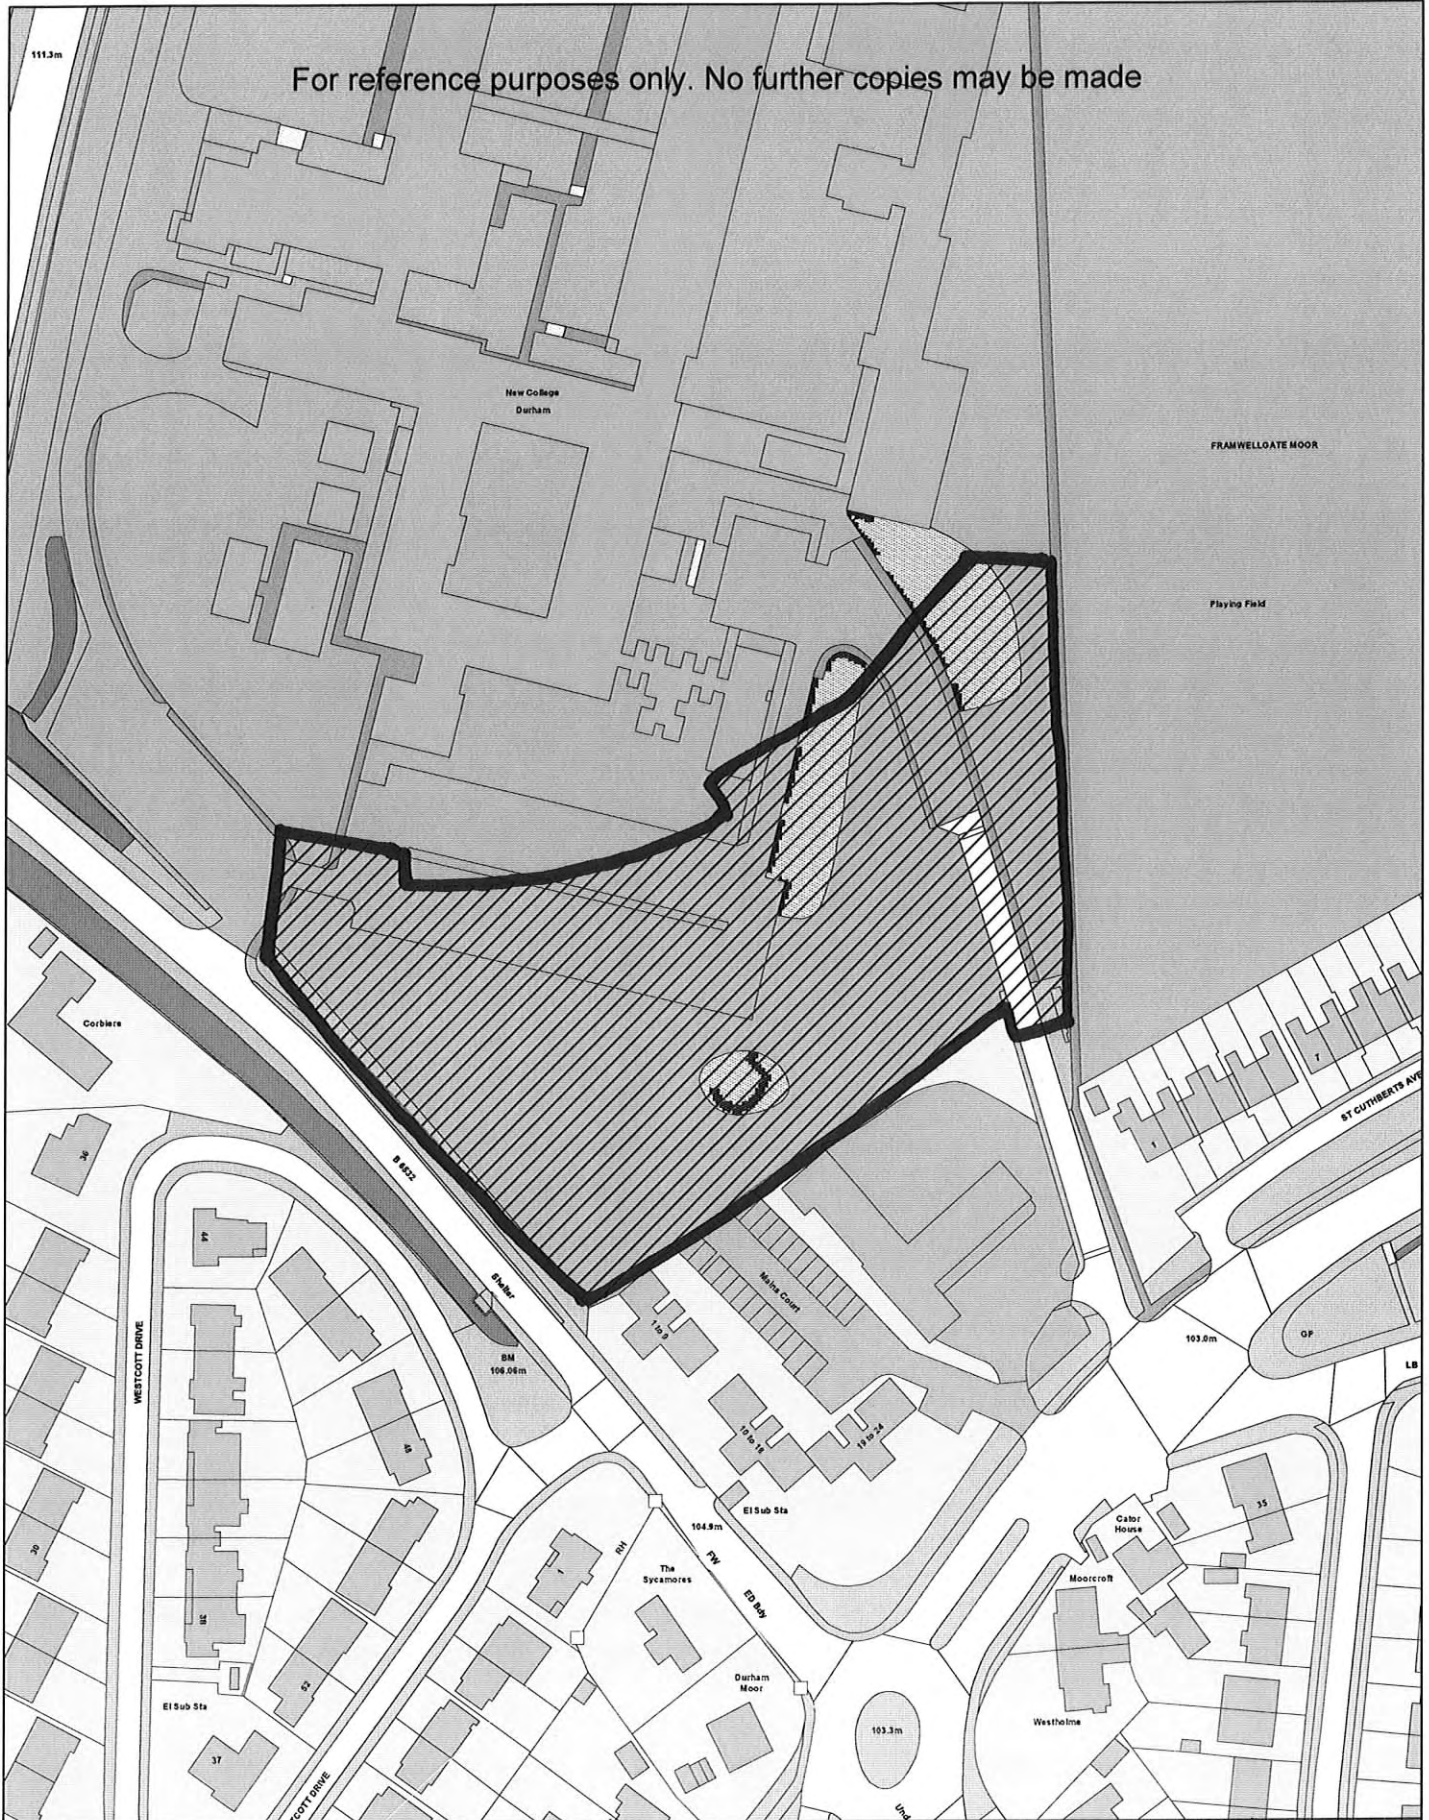 111.3m
For reference purposes only. No further copies may be made
New College
Durham
FRAMWELLGATE MOOR
Playing Field
Corbiere
36
B 6532
Shelter
44
WESTCOTT DRIVE
BM
106.06m
1 to 9
Mains Court
10 to 18
19 to 24
1
7
ST CUTHBERTS AVE
103.0m
GP
LB
48
El Sub Sta
104.9m
FW
ED Bdy
RH
The
Sycamores
1
Cator
House
35
Moorcroft
30
38
52
El Sub Sta
37
Durham
Moor
103.3m
Westholme
COTT DRIVE
Und